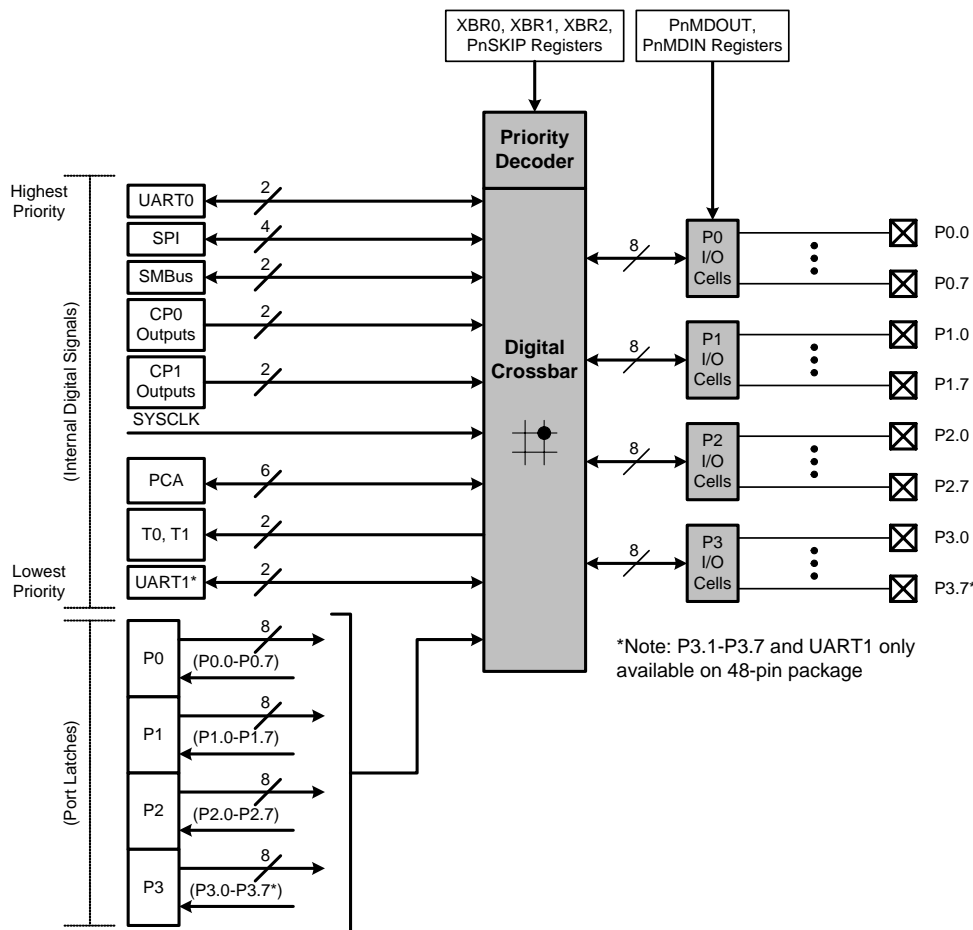 XBR0, XBR1, XBR2,
PnSKIP Registers
PnMDOUT,
PnMDIN Registers
Priority
Decoder
Highest
Priority
(Internal Digital Signals)
Lowest
Priority
UART0
2
SPI
4
SMBus
2
CP0
Outputs
2
CP1
Outputs
2
SYSCLK
PCA
6
T0, T1
2
UART1*
2
Digital
Crossbar
8
P0
I/O
Cells
P0.0
P0.7
8
P1
I/O
Cells
P1.0
P1.7
8
P2
I/O
Cells
P2.0
P2.7
8
P3
I/O
Cells
P3.0
P3.7*
*Note: P3.1-P3.7 and UART1 only
available on 48-pin package
(Port Latches)
P0
8
(P0.0-P0.7)
P1
8
(P1.0-P1.7)
P2
8
(P2.0-P2.7)
P3
8
(P3.0-P3.7*)